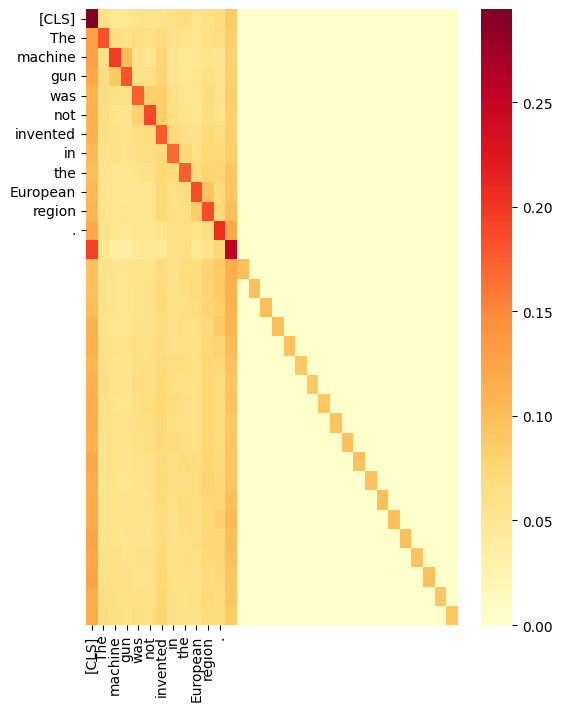 [CLS]
The
machine
gun
was
not
invented
in
the
European
region
.
0.25
0.20
0.15
0.10
0.05
0.00
[CLS]
The
machine
gun
was
not
invented
in
the
European
region
.